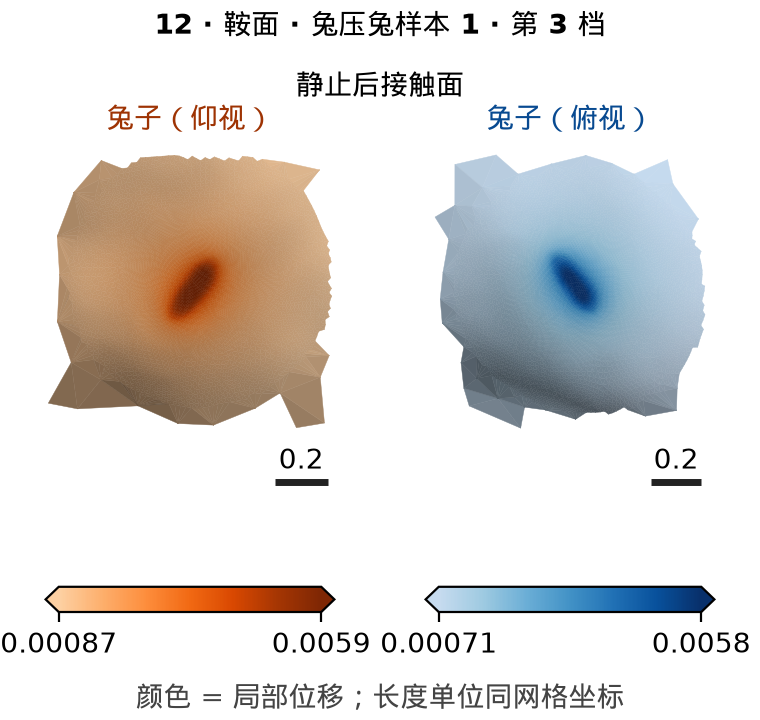 12 · 鞍面 · 兔压兔样本 1 · 第 3 档
静止后接触面
兔子（仰视）
兔子（俯视）
0.2
0.2
0.00087
0.0059
0.00071
0.0058
颜色 = 局部位移；长度单位同网格坐标